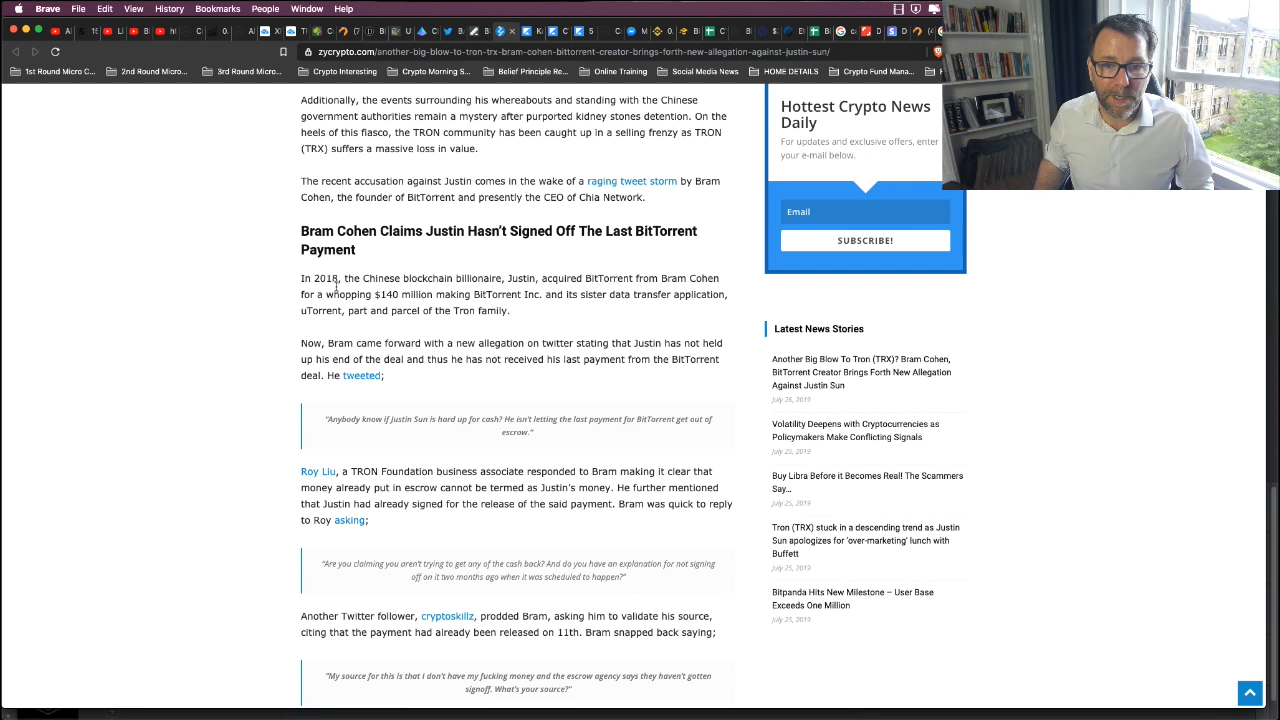 Brave File Edit View History Bookmarks People Window Help
zycrypto.com/another-big-blow-to-tron-trx-bram-cohen-bittorrent-creator-brings-forth-new-allegation-against-justin-sun/
1st Round Micro C... 2nd Round Micro... 3rd Round Micro... Crypto Interesting Crypto Morning S... Belief Principle Re... Online Training Social Media News HOME DETAILS Crypto Fund Mana...
Additionally, the events surrounding his whereabouts and standing with the Chinese
government authorities remain a mystery after purported kidney stones detention. On the
heels of this fiasco, the TRON community has been caught up in a selling frenzy as TRON
(TRX) suffers a massive loss in value.
The recent accusation against Justin comes in the wake of a raging tweet storm by Bram
Cohen, the founder of BitTorrent and presently the CEO of Chia Network.
Bram Cohen Claims Justin Hasn’t Signed Off The Last BitTorrent
Payment
In 2018, the Chinese blockchain billionaire, Justin, acquired BitTorrent from Bram Cohen
for a whopping $140 million making BitTorrent Inc. and its sister data transfer application,
uTorrent, part and parcel of the Tron family.
Now, Bram came forward with a new allegation on twitter stating that Justin has not held
up his end of the deal and thus he has not received his last payment from the BitTorrent
deal. He tweeted;
“Anybody know if Justin Sun is hard up for cash? He isn’t letting the last payment for BitTorrent get out of
escrow.”
Roy Liu, a TRON Foundation business associate responded to Bram making it clear that
money already put in escrow cannot be termed as Justin’s money. He further mentioned
that Justin had already signed for the release of the said payment. Bram was quick to reply
to Roy asking;
“Are you claiming you aren’t trying to get any of the cash back? And do you have an explanation for not signing
off on it two months ago when it was scheduled to happen?”
Another Twitter follower, cryptoskillz, prodded Bram, asking him to validate his source,
citing that the payment had already been released on 11th. Bram snapped back saying;
“My source for this is that I don’t have my fucking money and the escrow agency says they haven’t gotten
signoff. What’s your source?”
Hottest Crypto News
Daily
For updates and exclusive offers, enter
your e-mail below.
Email
SUBSCRIBE!
Latest News Stories
Another Big Blow To Tron (TRX)? Bram Cohen,
BitTorrent Creator Brings Forth New Allegation
Against Justin Sun
July 26, 2019
Volatility Deepens with Cryptocurrencies as
Policymakers Make Conflicting Signals
July 25, 2019
Buy Libra Before it Becomes Real! The Scammers
Say...
July 25, 2019
Tron (TRX) stuck in a descending trend as Justin
Sun apologizes for 'over-marketing' lunch with
Buffett
July 25, 2019
Bitpanda Hits New Milestone – User Base
Exceeds One Million
July 25, 2019